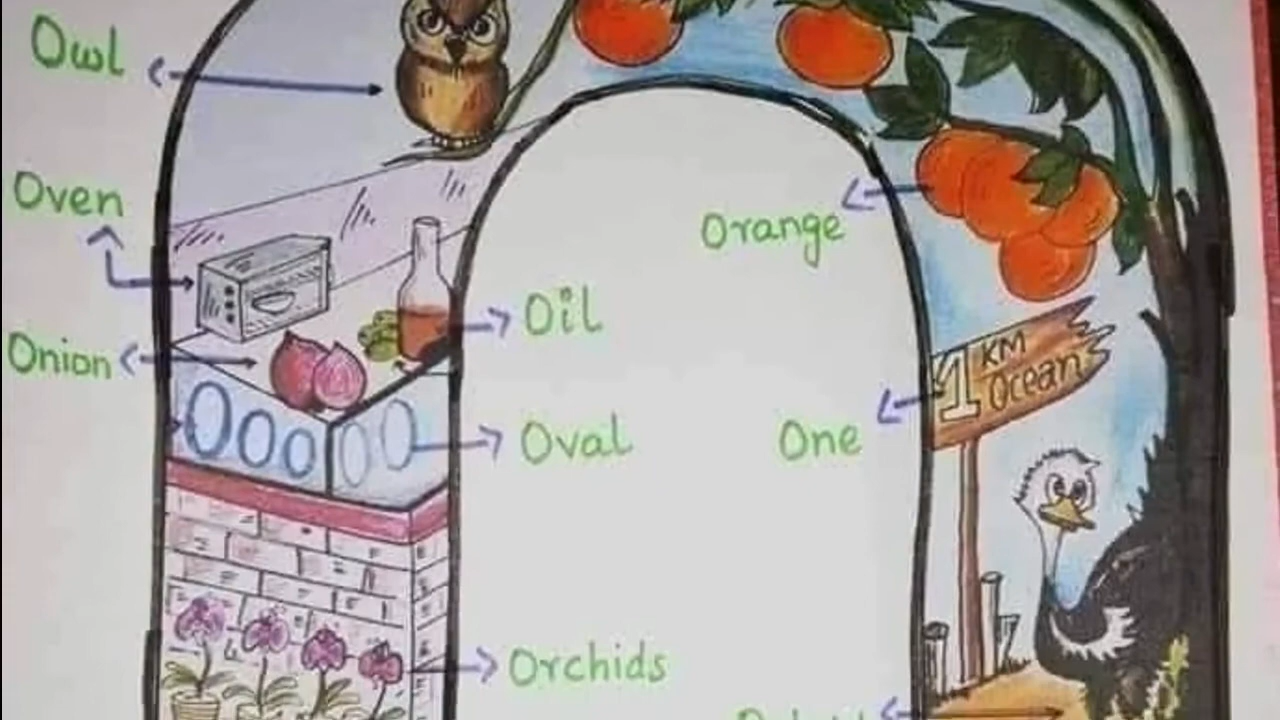 Owl
Oven
Orange
Oil
Onion
1 KM
Ocean
Oval
One
Orchids